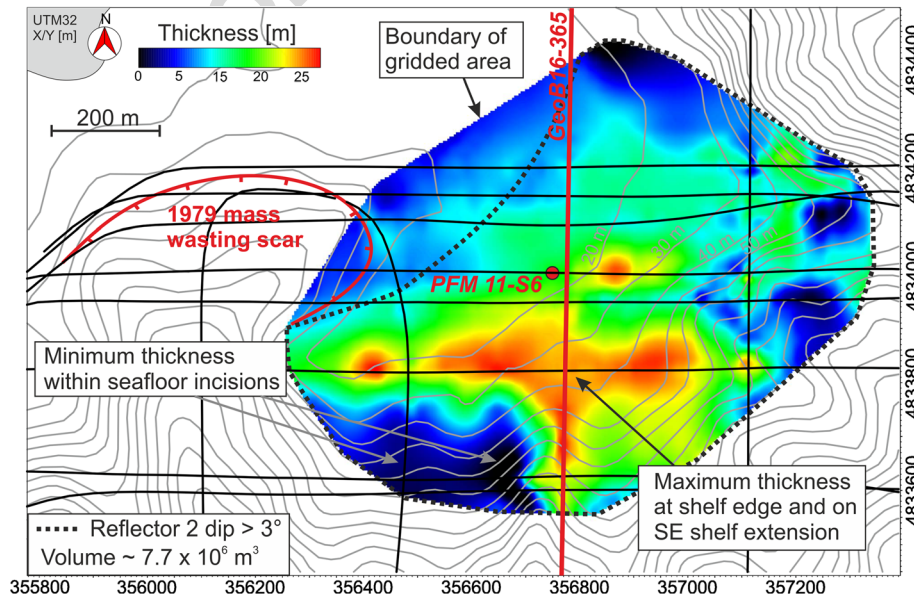 UTM32
X/Y [m]
N
Thickness [m]
0 5 15 25
200 m
Boundary of
gridded area
GeoB16-365
1979 mass
wasting scar
PFM 11-S6
20 m
30 m
40 m
50 m
Minimum thickness
within seafloor incisions
Maximum thickness
at shelf edge and on
SE shelf extension
Reflector 2 dip > 3°
Volume ~ 7.7 x 10⁶ m³
4833400
4834200
4834000
4833800
4833600
355800 356000 356200 356400 356600 356800 357000 357200